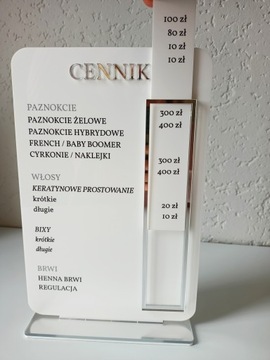 100 zł
80 zł
10 zł
10 zł
CENNIK
PAZNOKCIE
PAZNOKCIE ŻELOWE
300 zł
PAZNOKCIE HYBRYDOWE
400 zł
FRENCH / BABY BOOMER
CYRKONIE / NAKLEJKI
WŁOSY
300 zł
KERATYNOWE PROSTOWANIE
400 zł
krótkie
długie
20 zł
10 zł
BIXY
krótkie
długie
BRWI
HENNA BRWI
REGULACJA